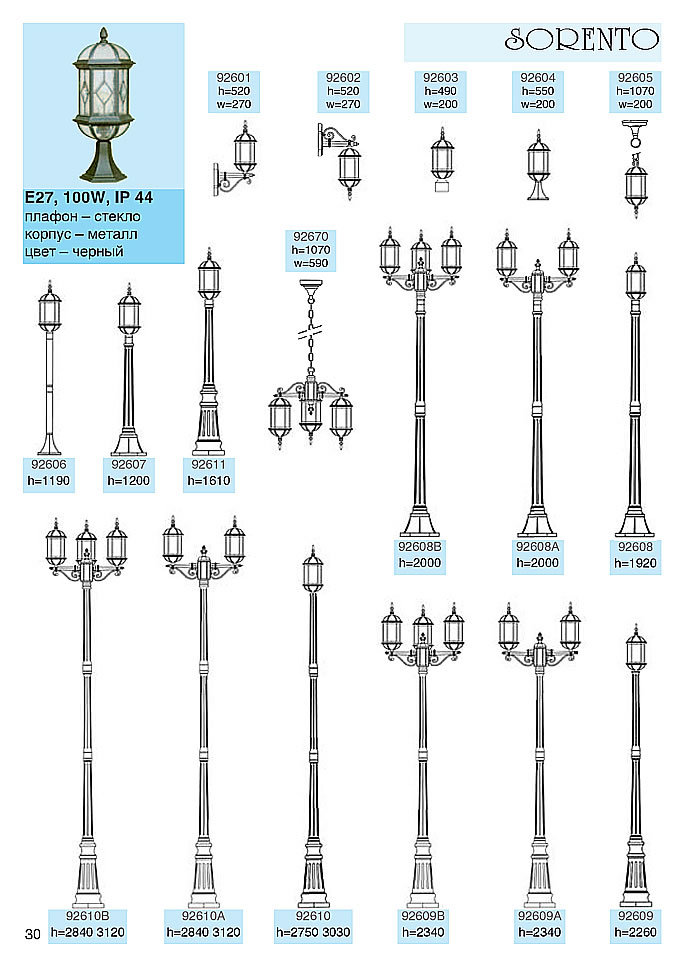 SORENTO
E27, 100W, IP 44
плафон – стекло
корпус – металл
цвет – черный
92601
h=520
w=270
92602
h=520
w=270
92603
h=490
w=200
92604
h=550
w=200
92605
h=1070
w=200
92670
h=1070
w=590
92606
h=1190
92607
h=1200
92611
h=1610
92608B
h=2000
92608A
h=2000
92608
h=1920
92610B
h=2840 3120
92610A
h=2840 3120
92610
h=2750 3030
92609B
h=2340
92609A
h=2340
92609
h=2260
30